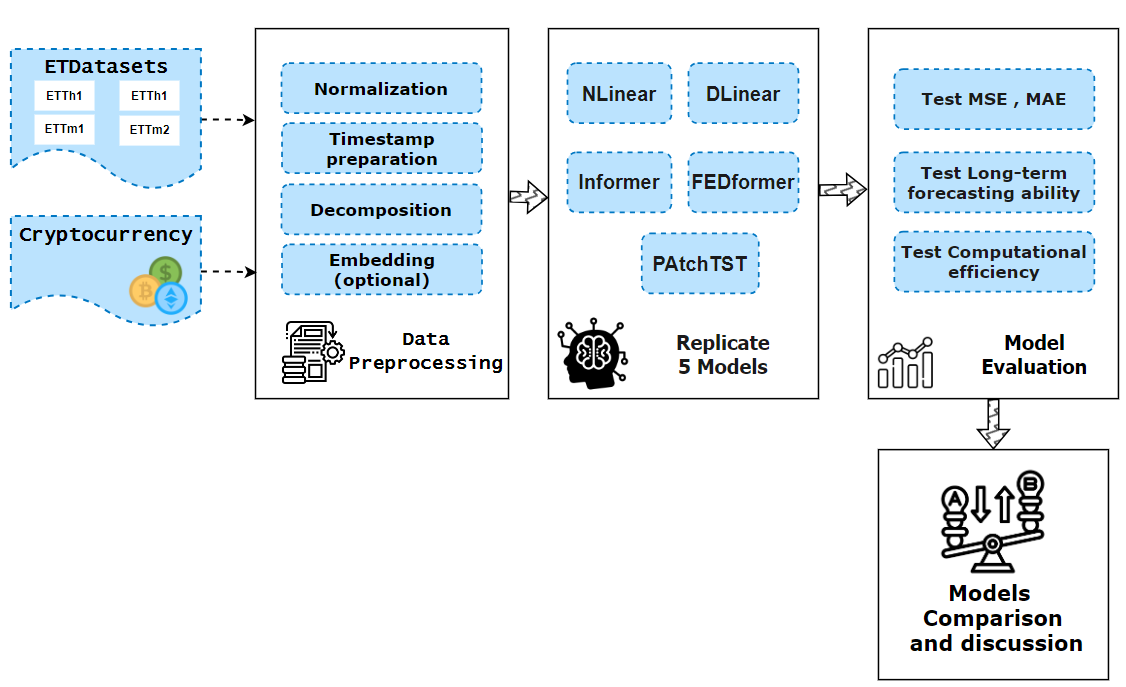 ETDatasets
ETTh1
ETTh1
ETTm1
ETTm2
Cryptocurrency
Normalization
Timestamp
preparation
Decomposition
Embedding
(optional)
Data
Preprocessing
NLinear
DLinear
Informer
FEDformer
PAtchTST
Replicate
5 Models
Test MSE , MAE
Test Long-term
forecasting ability
Test Computational
efficiency
Model
Evaluation
A
B
Models
Comparison
and discussion